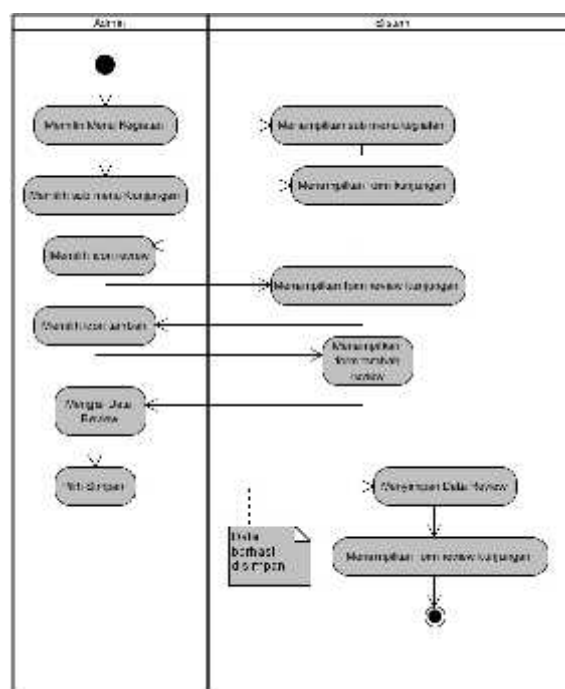 Admin
Sistem
Memilih Menu Kegiatan
Menampilkan sub menu kegiatan
Memilih sub menu Kunjungan
Menampilkan form kunjungan
Memilih icon review
Menampilkan form review kunjungan
Memilih icon tambah
Menampilkan
form tambah
review
Mengisi Data
Review
Pilih Simpan
Menyimpan Data Review
Data
berhasil
disimpan
Menampilkan form review kunjungan